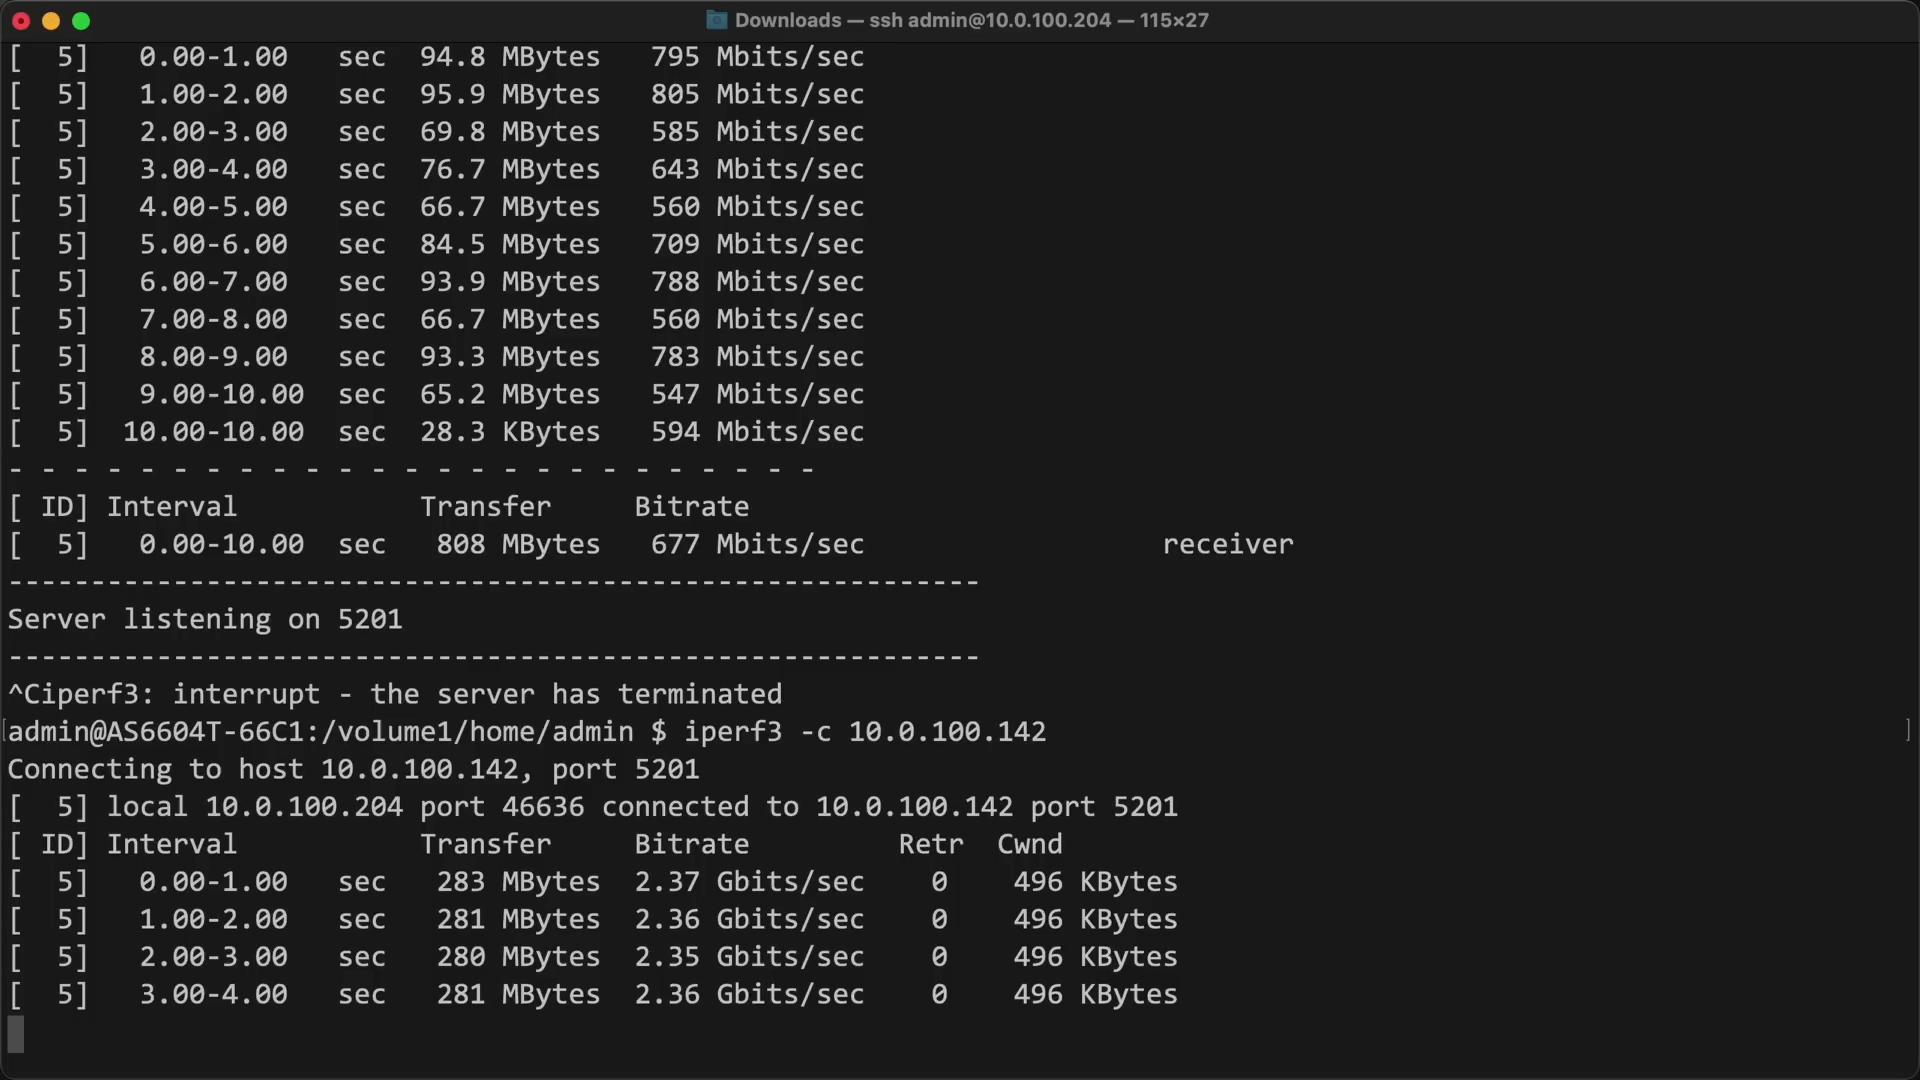 Downloads — ssh admin@10.0.100.204 — 115×27
[  5]   0.00-1.00   sec  94.8 MBytes   795 Mbits/sec
[  5]   1.00-2.00   sec  95.9 MBytes   805 Mbits/sec
[  5]   2.00-3.00   sec  69.8 MBytes   585 Mbits/sec
[  5]   3.00-4.00   sec  76.7 MBytes   643 Mbits/sec
[  5]   4.00-5.00   sec  66.7 MBytes   560 Mbits/sec
[  5]   5.00-6.00   sec  84.5 MBytes   709 Mbits/sec
[  5]   6.00-7.00   sec  93.9 MBytes   788 Mbits/sec
[  5]   7.00-8.00   sec  66.7 MBytes   560 Mbits/sec
[  5]   8.00-9.00   sec  93.3 MBytes   783 Mbits/sec
[  5]   9.00-10.00  sec  65.2 MBytes   547 Mbits/sec
[  5]  10.00-10.00  sec  28.3 KBytes   594 Mbits/sec
- - - - - - - - - - - - - - - - - - - - - - - - -
[ ID] Interval           Transfer     Bitrate
[  5]   0.00-10.00  sec   808 MBytes   677 Mbits/sec                  receiver
-----------------------------------------------------------
Server listening on 5201
-----------------------------------------------------------
^Ciperf3: interrupt - the server has terminated
[admin@AS6604T-66C1:/volume1/home/admin $ iperf3 -c 10.0.100.142 ]
Connecting to host 10.0.100.142, port 5201
[  5] local 10.0.100.204 port 46636 connected to 10.0.100.142 port 5201
[ ID] Interval           Transfer     Bitrate         Retr  Cwnd
[  5]   0.00-1.00   sec   283 MBytes  2.37 Gbits/sec    0    496 KBytes
[  5]   1.00-2.00   sec   281 MBytes  2.36 Gbits/sec    0    496 KBytes
[  5]   2.00-3.00   sec   280 MBytes  2.35 Gbits/sec    0    496 KBytes
[  5]   3.00-4.00   sec   281 MBytes  2.36 Gbits/sec    0    496 KBytes